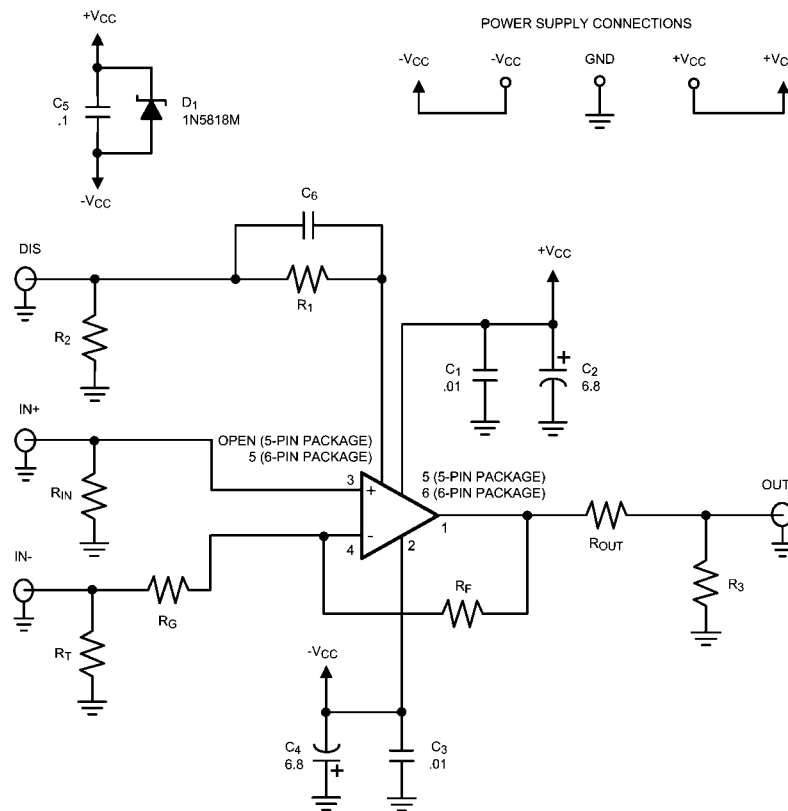 +VCC
POWER SUPPLY CONNECTIONS
-VCC
-VCC
GND
+VCC
+VC
C5
.1
D1
1N5818M
-VCC
C6
DIS
R1
+VCC
R2
C1
.01
+
C2
6.8
IN+
OPEN (5-PIN PACKAGE)
5 (6-PIN PACKAGE)
RIN
3
+
5 (5-PIN PACKAGE)
6 (6-PIN PACKAGE)
OUT
-
4
2
1
ROUT
IN-
RG
RF
R3
RT
-VCC
C4
6.8
+
C3
.01